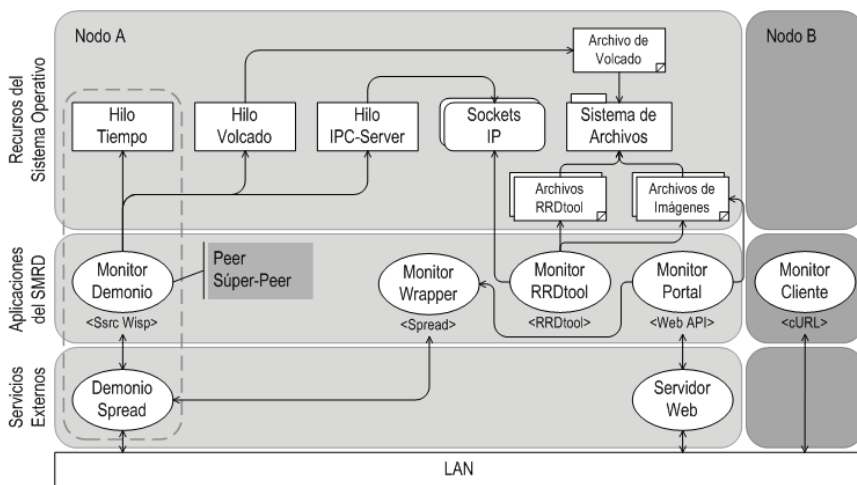 Nodo A
Nodo B
Recursos del
Sistema Operativo
Archivo de
Volcado
Hilo
Tiempo
Hilo
Volcado
Hilo
IPC-Server
Sockets
IP
Sistema de
Archivos
Archivos
RRDtool
Archivos de
Imágenes
Aplicaciones
del SMRD
Monitor
Demonio
<Ssrc Wisp>
Peer
Súper-Peer
Monitor
Wrapper
<Spread>
Monitor
RRDtool
<RRDtool>
Monitor
Portal
<Web API>
Monitor
Cliente
<cURL>
Servicios
Externos
Demonio
Spread
Servidor
Web
LAN